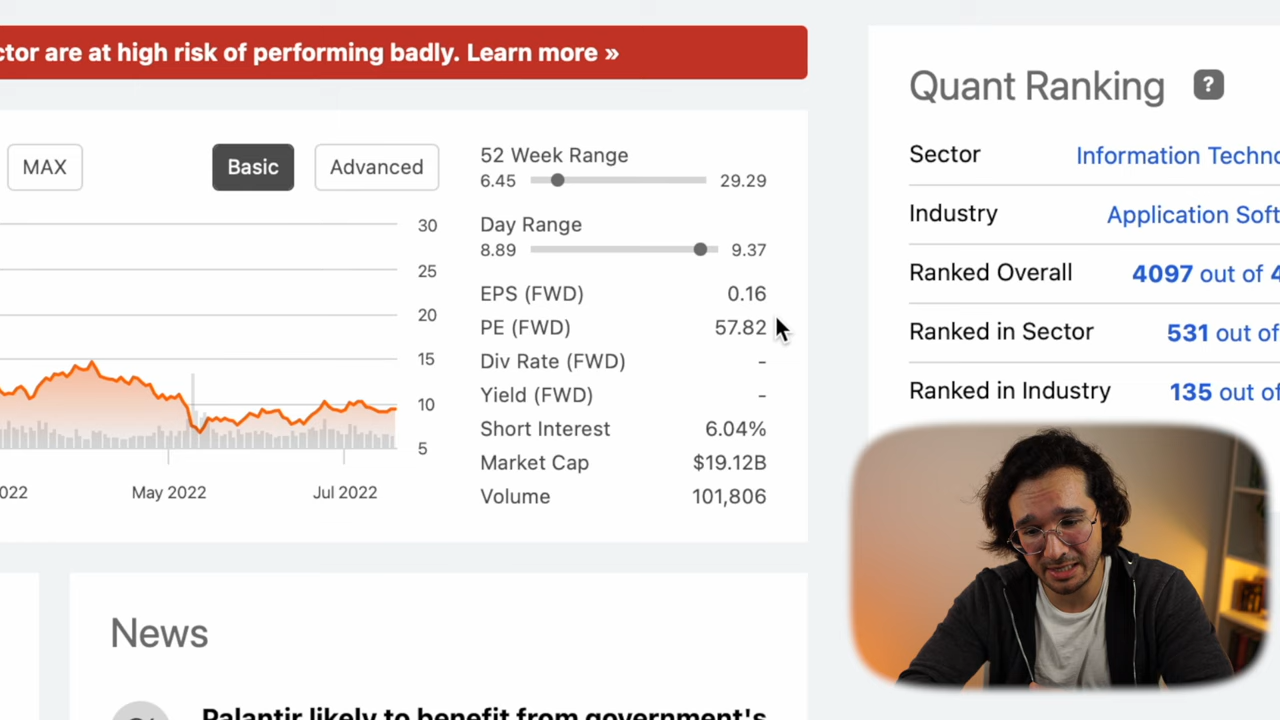 ctor are at high risk of performing badly. Learn more »
MAX
Basic
Advanced
30
25
20
15
10
5
022
May 2022
Jul 2022
52 Week Range
6.45
29.29
Day Range
8.89
9.37
EPS (FWD) 0.16
PE (FWD) 57.82
Div Rate (FWD) -
Yield (FWD) -
Short Interest 6.04%
Market Cap $19.12B
Volume 101,806
Quant Ranking ?
Sector Information Techno
Industry Application Soft
Ranked Overall 4097 out of 4
Ranked in Sector 531 out of
Ranked in Industry 135 out of
News
Palantir likely to benefit from government's